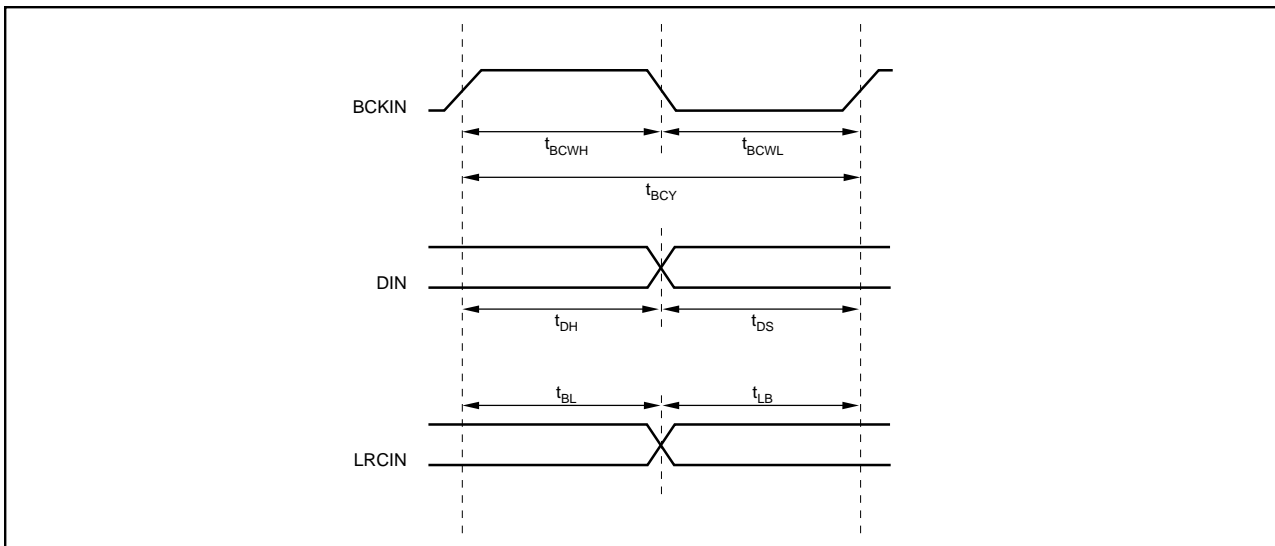 BCKIN
tBCWH tBCWL
tBCY
DIN
tDH tDS
tBL tLB
LRCIN